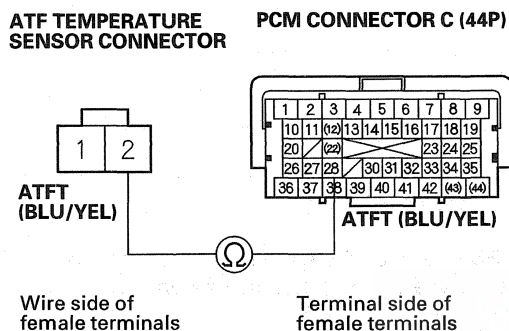 ATF TEMPERATURE
SENSOR CONNECTOR
PCM CONNECTOR C (44P)
1 2
1 2 3 4 5 6 7 8 9
10 11 (12) 13 14 15 16 17 18 19
20 (22) 23 24 25
26 27 28 30 31 32 33 34 35
36 37 38 39 40 41 42 (43) (44)
ATFT
(BLU/YEL)
ATFT (BLU/YEL)
Ω
Wire side of
female terminals
Terminal side of
female terminals